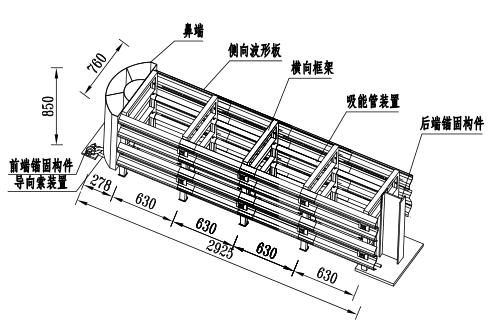 鼻端
侧向波形板
横向框架
吸能管装置
后端锚固构件
760
850
前端锚固构件
导向索装置
278
630
630
630
630
2925